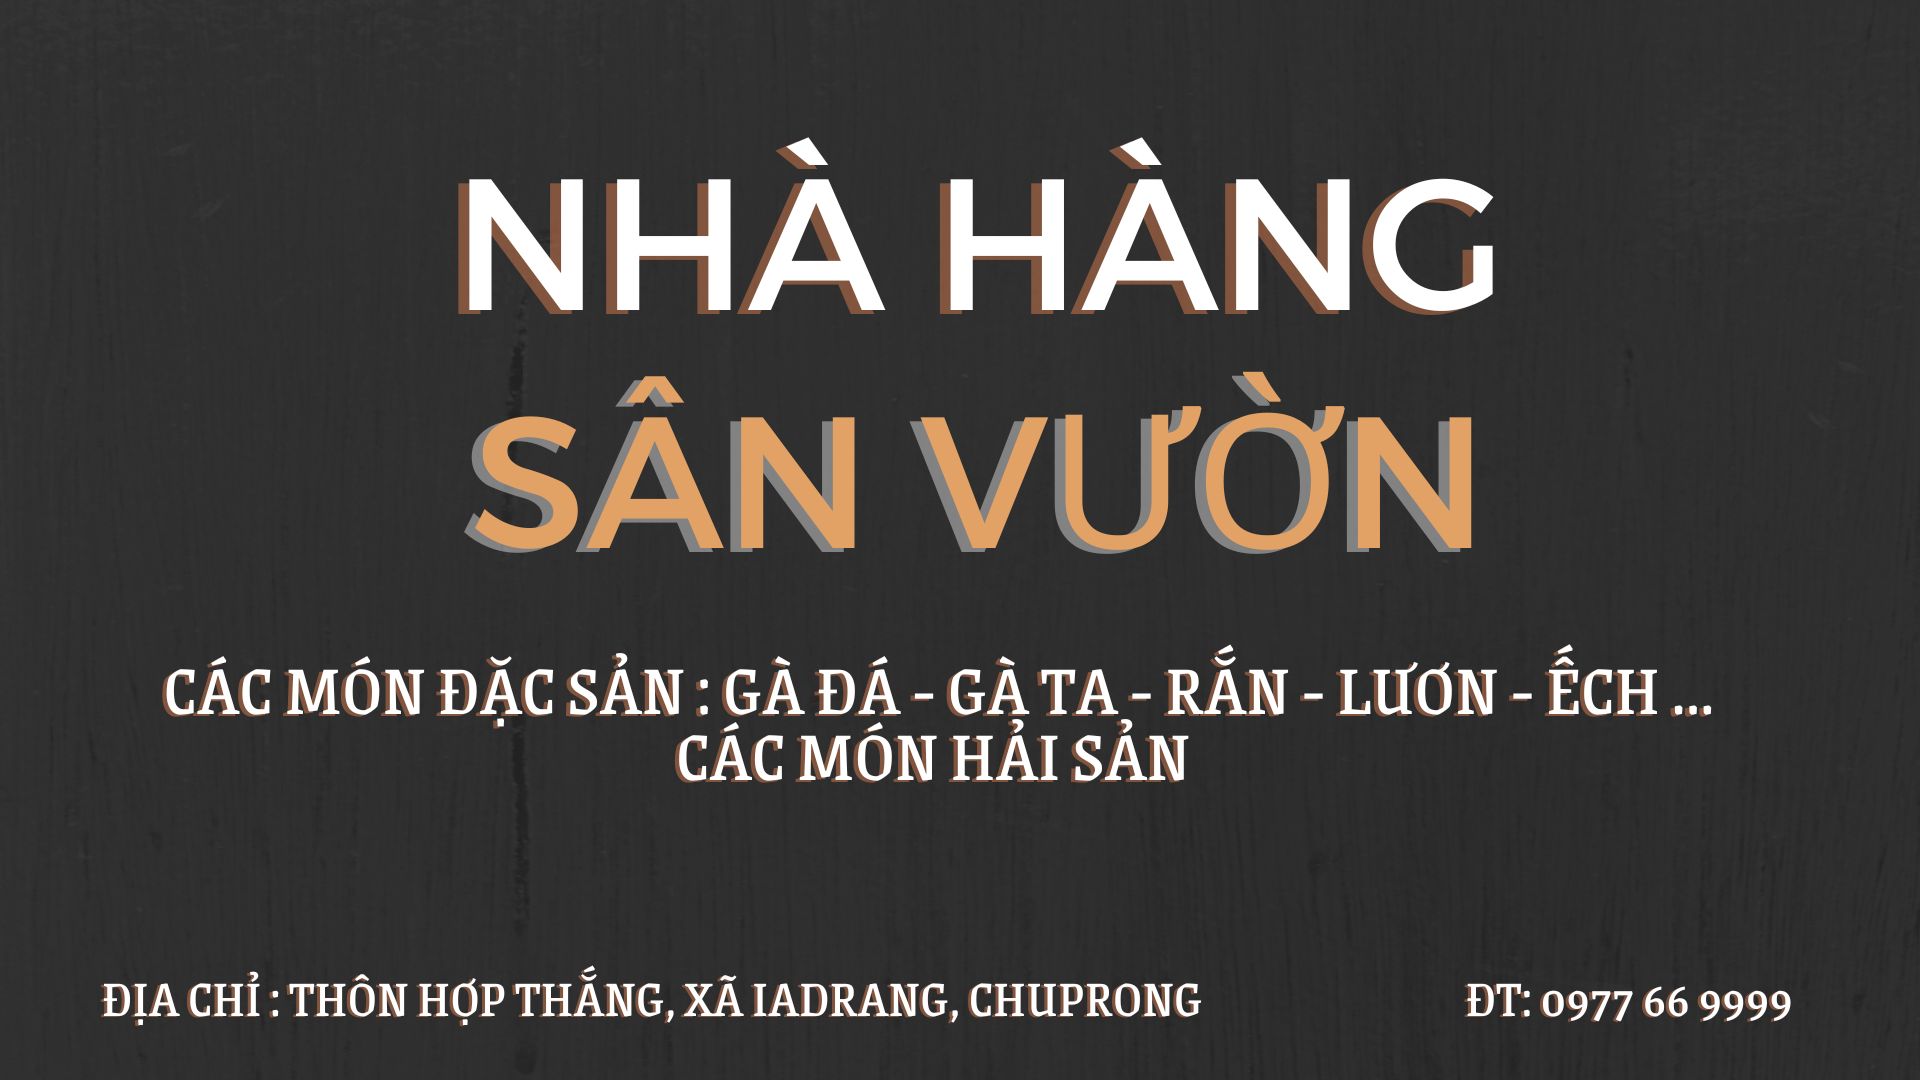 NHÀ HÀNG
SÂN VƯỜN
CÁC MÓN ĐẶC SẢN : GÀ ĐÁ - GÀ TA - RẮN - LƯƠN - ẾCH ...
CÁC MÓN HẢI SẢN
ĐỊA CHỈ : THÔN HỢP THẮNG, XÃ IADRANG, CHUPRONG
ĐT: 0977 66 9999